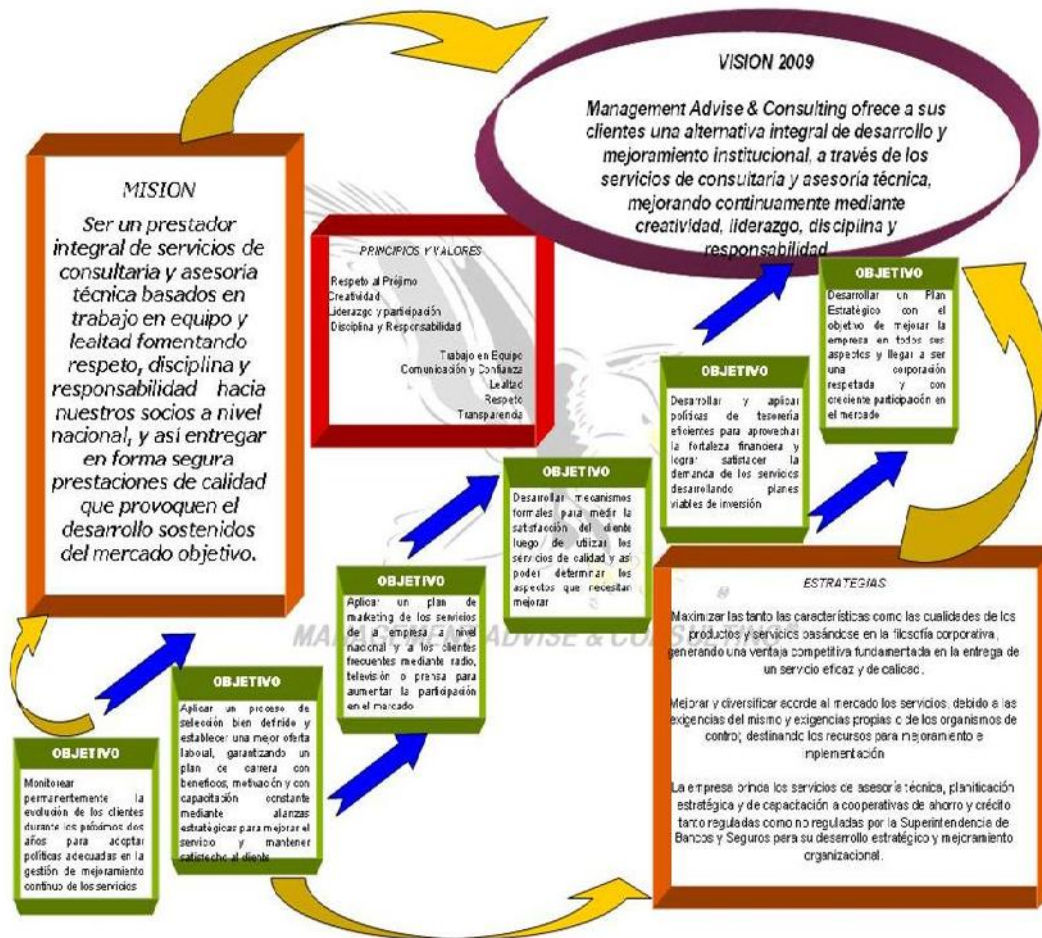 VISION 2009
Management Advise & Consulting ofrece a sus
clientes una alternativa integral de desarrollo y
mejoramiento institucional, a través de los
servicios de consultaría y asesoría técnica,
mejorando continuamente mediante
creatividad, liderazgo, disciplina y
responsabilidad
MISION
Ser un prestador
integral de servicios de
consultaría y asesoría
técnica basados en
trabajo en equipo y
lealtad fomentando
respeto, disciplina y
responsabilidad hacia
nuestros socios a nivel
nacional, y así entregar
en forma segura
prestaciones de calidad
que provoquen el
desarrollo sostenidos
del mercado objetivo.
PRINCIPIOS Y VALORES
Respeto al Prójimo
Creatividad
Liderazgo y participación
Disciplina y Responsabilidad
Trabajo en Equipo
Comunicación y Confianza
Lealtad
Respeto
Transparencia
OBJETIVO
Desarrollar un Plan
Estratégico con el
objetivo de mejorar la
empresa en todos sus
aspectos y llegar a ser
una corporación
respetada y con
creciente participación en
el mercado
OBJETIVO
Desarrollar y aplicar
políticas de tesorería
eficientes para aprovechar
la fortaleza financiera y
lograr satisfacer la
demanda de los servicios
desarrollando planes
viables de inversión
OBJETIVO
Desarrollar mecanismos
formales para medir la
satisfacción del cliente
luego de utilizar los
servicios de calidad y así
poder determinar los
aspectos que necesitan
mejorar
OBJETIVO
Aplicar un plan de
marketing de los servicios
de la empresa a nivel
nacional y a los clientes
frecuentes mediante radio,
televisión o prensa para
aumentar la participación
en el mercado
MANAGEMENT ADVISE & CONSULTING®
OBJETIVO
Aplicar un proceso de
selección bien definido y
establecer una mejor oferta
laboral, garantizando un
plan de carrera con
beneficios, motivación y con
capacitación constante
mediante alianzas
estratégicas para mejorar el
servicio y mantener
satisfecho al cliente
OBJETIVO
Monitorear
permanentemente la
evolución de los clientes
durante los próximos dos
años para adoptar
políticas adecuadas en la
gestión de mejoramiento
continuo de los servicios
ESTRATEGIAS
Maximizar las tanto las características como las cualidades de los
productos y servicios basándose en la filosofía corporativa,
generando una ventaja competitiva fundamentada en la entrega de
un servicio eficaz y de calidad.
Mejorar y diversificar acorde al mercado los servicios, debido a las
exigencias del mismo y exigencias propias o de los organismos de
control, destinando los recursos para mejoramiento e
implementación
La empresa brinda los servicios de asesoría técnica, planificación
estratégica y de capacitación a cooperativas de ahorro y crédito
tanto reguladas como no reguladas por la Superintendencia de
Bancos y Seguros para su desarrollo estratégico y mejoramiento
organizacional.